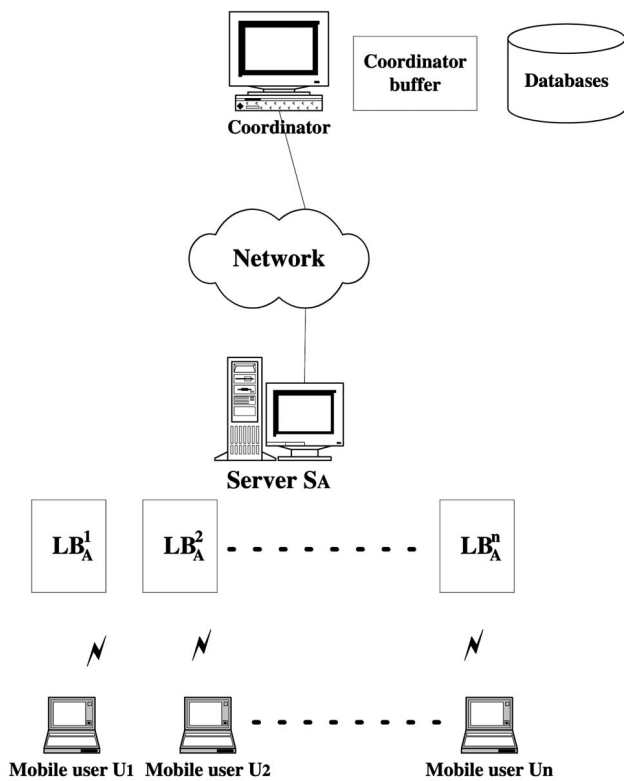 Coordinator
buffer
Databases
Coordinator
Network
Server SA
LB¹A LB²A LBⁿA
Mobile user U1 Mobile user U2 Mobile user Un